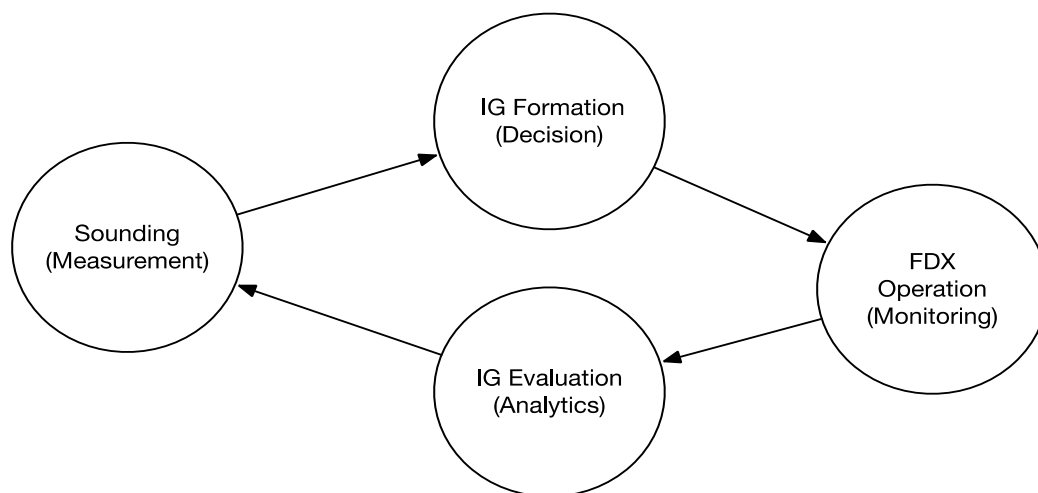 IG Formation
(Decision)
Sounding
(Measurement)
FDX
Operation
(Monitoring)
IG Evaluation
(Analytics)